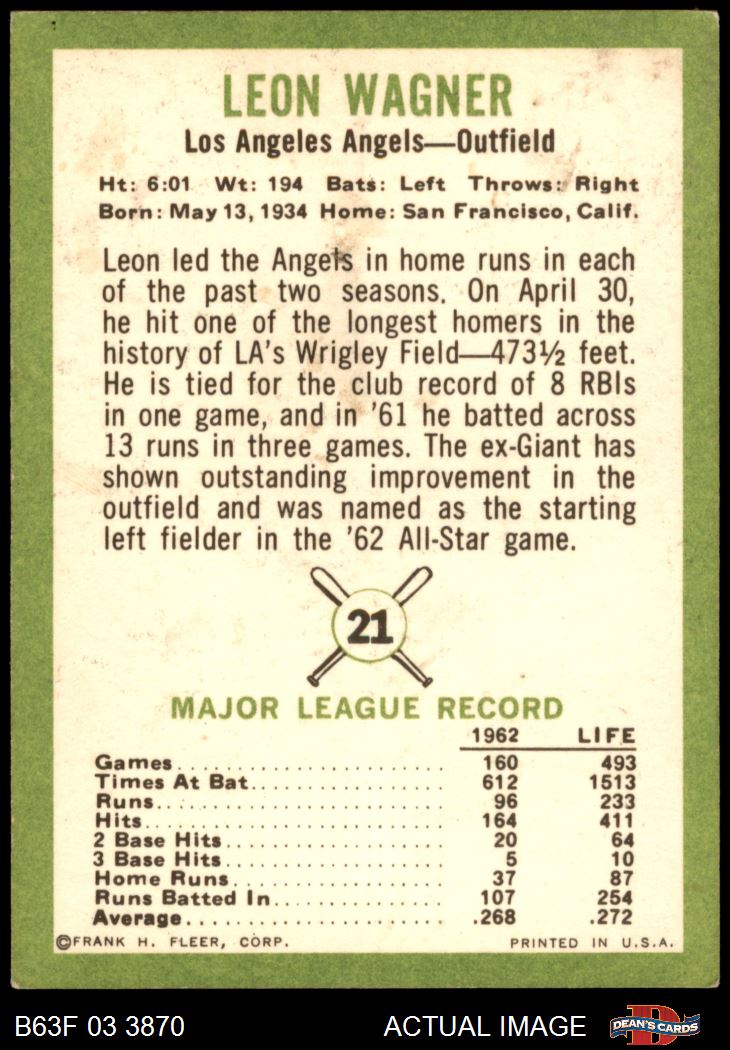 LEON WAGNER
Los Angeles Angels—Outfield
Ht: 6:01 Wt: 194 Bats: Left Throws: Right
Born: May 13, 1934 Home: San Francisco, Calif.
Leon led the Angels in home runs in each
of the past two seasons. On April 30,
he hit one of the longest homers in the
history of LA's Wrigley Field—473½ feet.
He is tied for the club record of 8 RBIs
in one game, and in '61 he batted across
13 runs in three games. The ex-Giant has
shown outstanding improvement in the
outfield and was named as the starting
left fielder in the '62 All-Star game.
21
MAJOR LEAGUE RECORD
1962 LIFE
Games 160 493
Times At Bat 612 1513
Runs 96 233
Hits 164 411
2 Base Hits 20 64
3 Base Hits 5 10
Home Runs 37 87
Runs Batted In 107 254
Average .268 .272
©FRANK H. FLEER, CORP. PRINTED IN U.S.A.
B63F 03 3870 ACTUAL IMAGE D DEAN'S CARDS